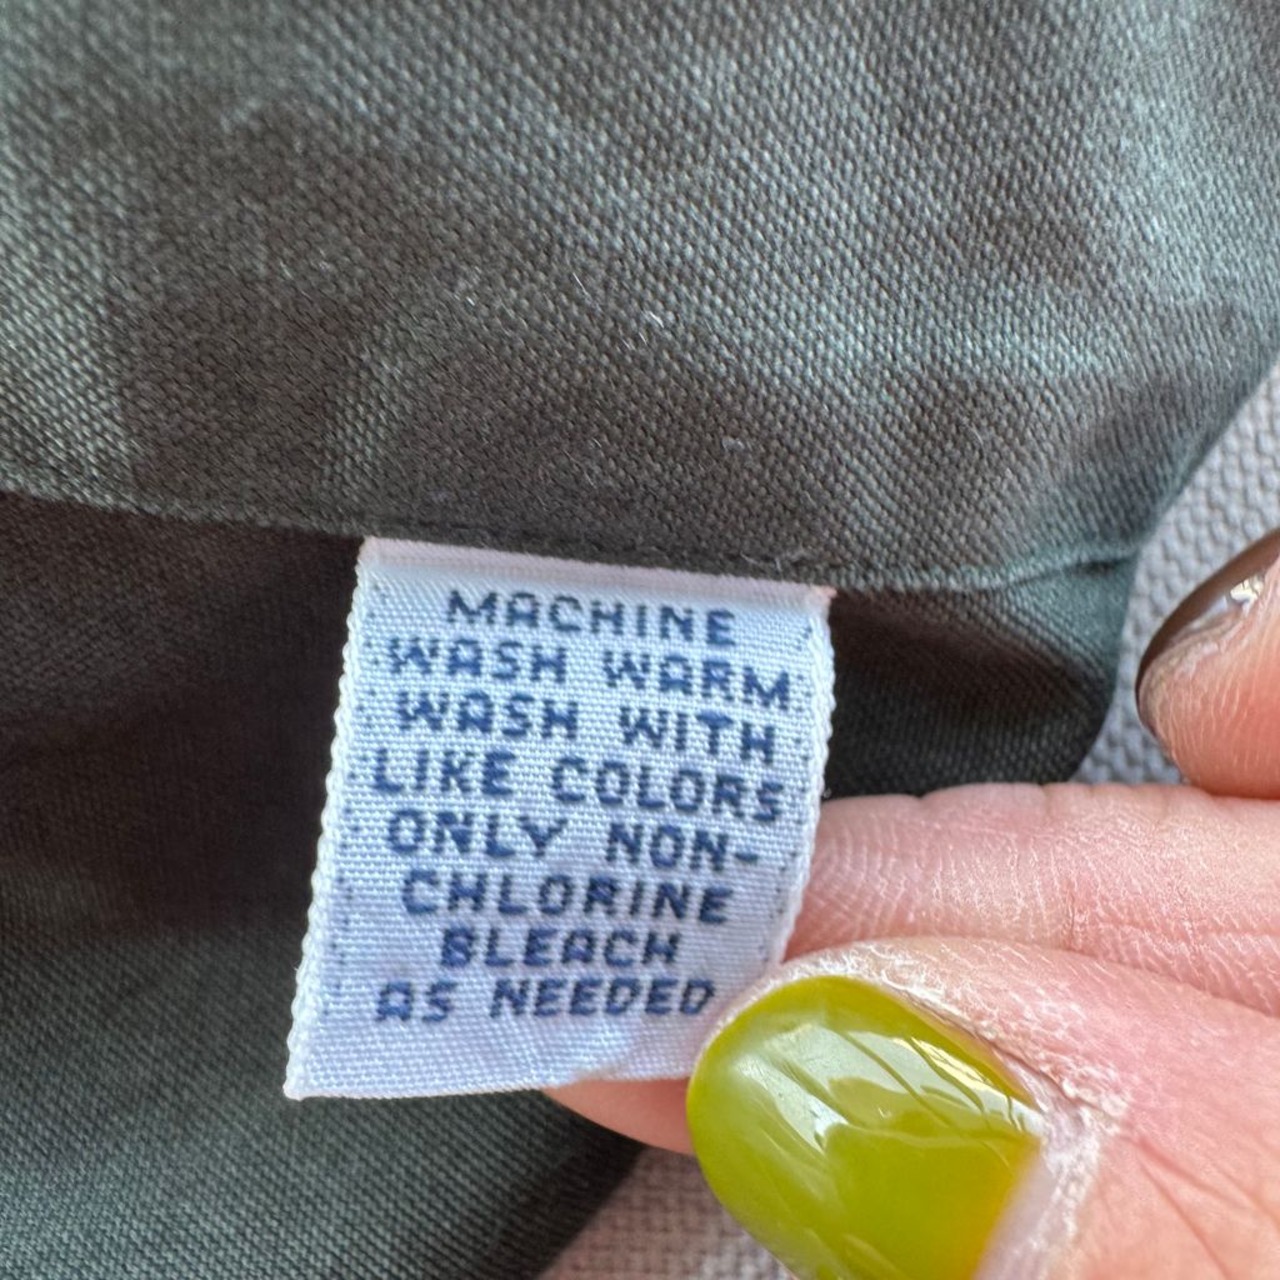 MACHINE
WASH WARM
WASH WITH
LIKE COLORS
ONLY NON-
CHLORINE
BLEACH
AS NEEDED